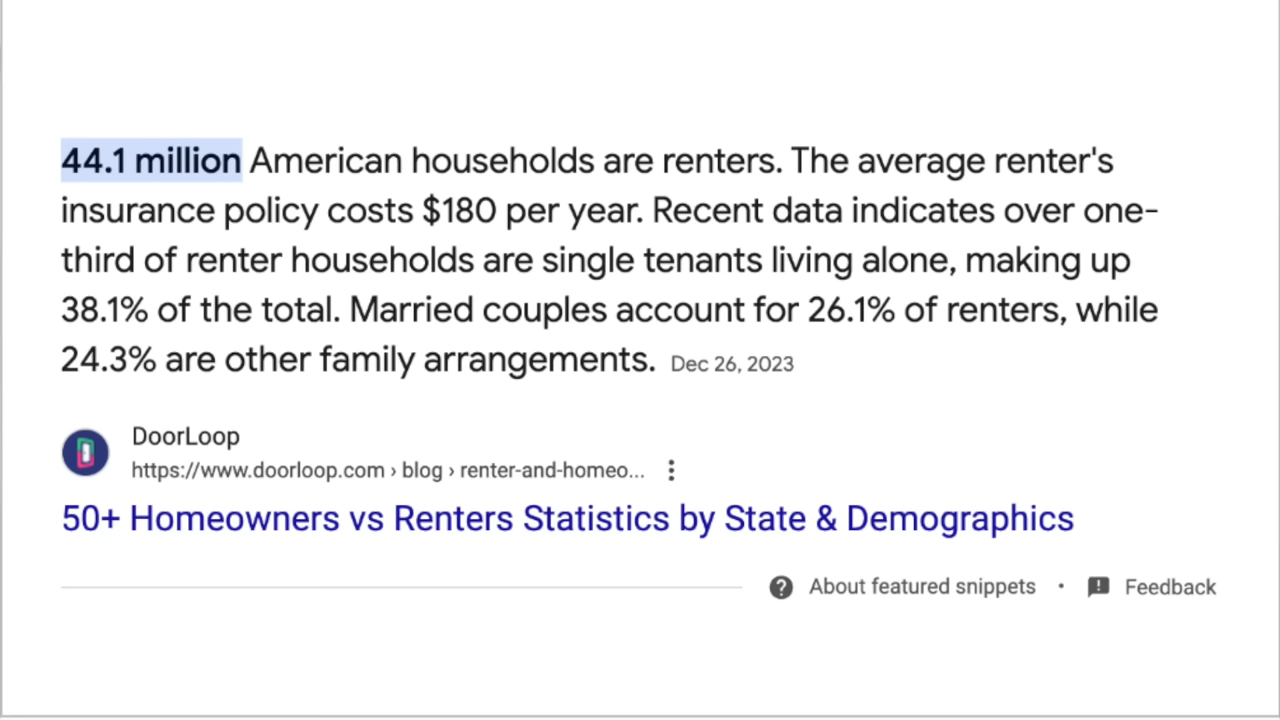 44.1 million American households are renters. The average renter's
insurance policy costs $180 per year. Recent data indicates over one-
third of renter households are single tenants living alone, making up
38.1% of the total. Married couples account for 26.1% of renters, while
24.3% are other family arrangements. Dec 26, 2023
DoorLoop
https://www.doorloop.com › blog › renter-and-homeo...
50+ Homeowners vs Renters Statistics by State & Demographics
About featured snippets • Feedback